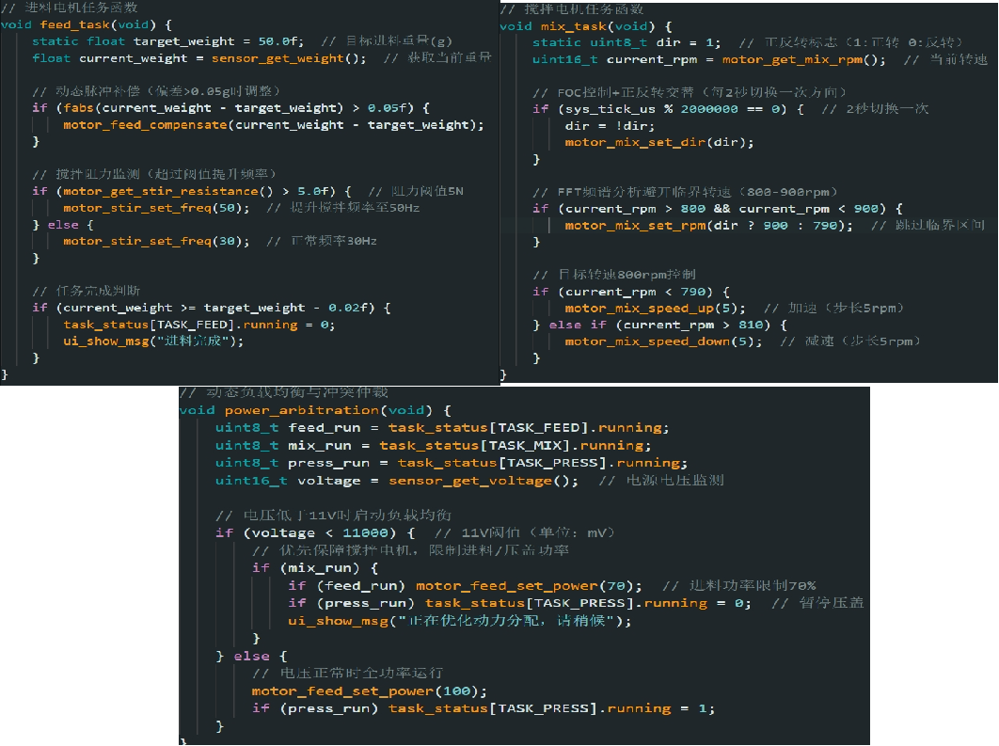 // 进料电机任务函数
void feed_task(void) {
    static float target_weight = 50.0f;  // 目标进料重量(g)
    float current_weight = sensor_get_weight();  // 获取当前重量
    // 动态脉冲补偿（偏差>0.05g时调整）
    if (fabs(current_weight - target_weight) > 0.05f) {
        motor_feed_compensate(current_weight - target_weight);
    }
    // 搅拌阻力监测（超过阈值提升频率）
    if (motor_get_stir_resistance() > 5.0f) {  // 阻力阈值5N
        motor_stir_set_freq(50);  // 提升搅拌频率至50Hz
    } else {
        motor_stir_set_freq(30);  // 正常频率30Hz
    }
    // 任务完成判断
    if (current_weight >= target_weight - 0.02f) {
        task_status[TASK_FEED].running = 0;
        ui_show_msg("进料完成");
    }
}
// 搅拌电机任务函数
void mix_task(void) {
    static uint8_t dir = 1;  // 正反转标志（1:正转 0:反转）
    uint16_t current_rpm = motor_get_mix_rpm();  // 当前转速
    // FOC控制+正反转交替（每2秒切换一次方向）
    if (sys_tick_us % 2000000 == 0) {  // 2秒切换一次
        dir = !dir;
        motor_mix_set_dir(dir);
    }
    // FFT频谱分析避开临界转速（800-900rpm）
    if (current_rpm > 800 && current_rpm < 900) {
        motor_mix_set_rpm(dir ? 900 : 790);  // 跳过临界区间
    }
    // 目标转速800rpm控制
    if (current_rpm < 790) {
        motor_mix_speed_up(5);  // 加速（步长5rpm）
    } else if (current_rpm > 810) {
        motor_mix_speed_down(5);  // 减速（步长5rpm）
    }
}
// 动态负载均衡与冲突仲裁
void power_arbitration(void) {
    uint8_t feed_run = task_status[TASK_FEED].running;
    uint8_t mix_run = task_status[TASK_MIX].running;
    uint8_t press_run = task_status[TASK_PRESS].running;
    uint16_t voltage = sensor_get_voltage();  // 电源电压监测
    // 电压低于11V时启动负载均衡
    if (voltage < 11000) {  // 11V阈值（单位：mV）
        // 优先保障搅拌电机，限制进料/压盖功率
        if (mix_run) {
            if (feed_run) motor_feed_set_power(70);  // 进料功率限制70%
            if (press_run) task_status[TASK_PRESS].running = 0;  // 暂停压盖
            ui_show_msg("正在优化动力分配，请稍候");
        }
    } else {
        // 电压正常时全功率运行
        motor_feed_set_power(100);
        if (press_run) task_status[TASK_PRESS].running = 1;
    }
}